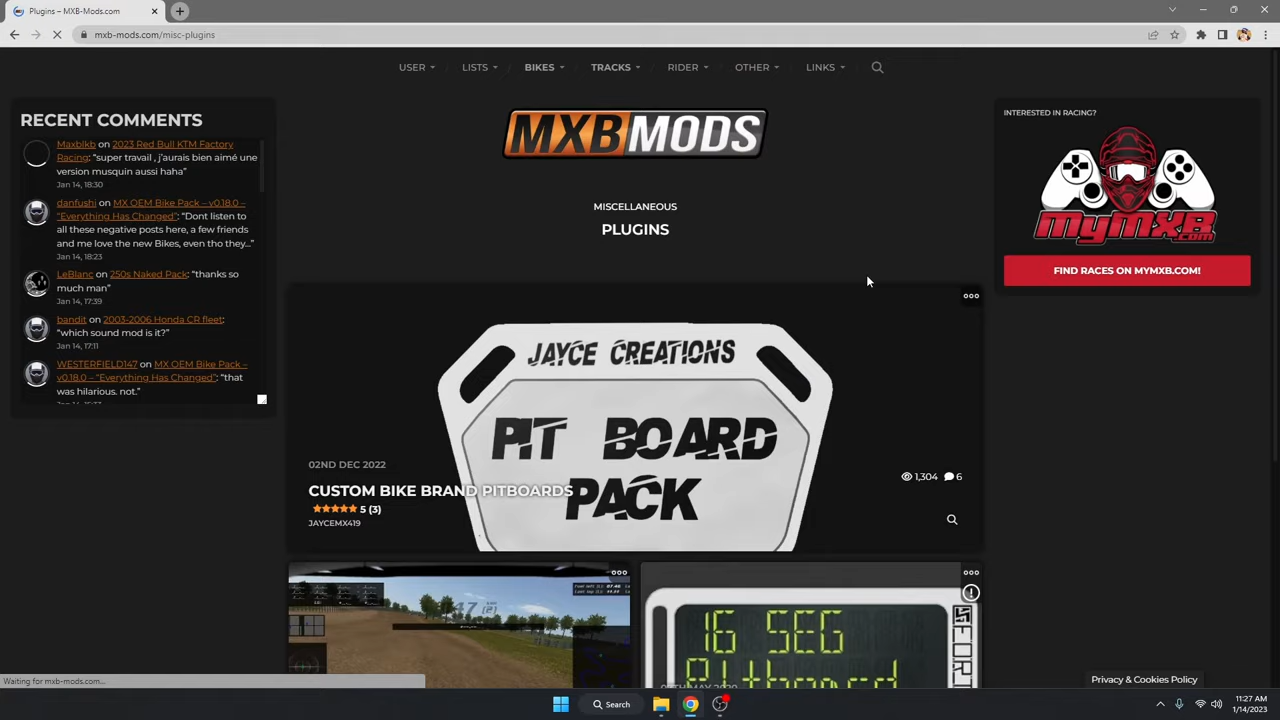 Plugins – MXB-Mods.com
mxb-mods.com/misc-plugins
USER
LISTS
BIKES
TRACKS
RIDER
OTHER
LINKS
RECENT COMMENTS
Maxblkb on 2023 Red Bull KTM Factory
Racing: “super travail , j’aurais bien aimé une
version musquin aussi haha”
Jan 14, 18:30
danfushi on MX OEM Bike Pack – v0.18.0 –
“Everything Has Changed”: “Dont listen to
all these negative posts here, a few friends
and me love the new Bikes, even tho they…”
Jan 14, 18:23
LeBlanc on 250s Naked Pack: “thanks so
much man”
Jan 14, 17:39
bandit on 2003-2006 Honda CR fleet:
“which sound mod is it?”
Jan 14, 17:11
WESTERFIELD147 on MX OEM Bike Pack –
v0.18.0 – “Everything Has Changed”: “that
was hilarious. not.”
MXBMODS
MISCELLANEOUS
PLUGINS
INTERESTED IN RACING?
MyMXB.com
FIND RACES ON MYMXB.COM!
JAYCE CREATIONS
PIT BOARD
PACK
02ND DEC 2022
CUSTOM BIKE BRAND PITBOARDS
5 (3)
JAYCEMX419
1,304 6
16 SEG
Pitboard
Waiting for mxb-mods.com...
Privacy & Cookies Policy
Search
11:27 AM
1/14/2023